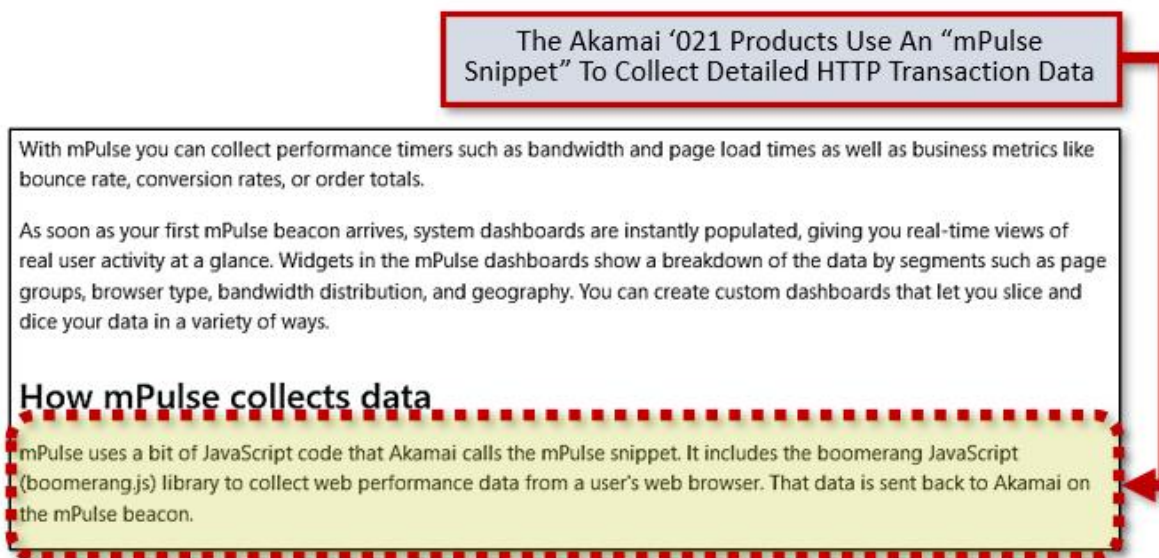 The Akamai ‘021 Products Use An “mPulse
Snippet” To Collect Detailed HTTP Transaction Data
With mPulse you can collect performance timers such as bandwidth and page load times as well as business metrics like
bounce rate, conversion rates, or order totals.
As soon as your first mPulse beacon arrives, system dashboards are instantly populated, giving you real-time views of
real user activity at a glance. Widgets in the mPulse dashboards show a breakdown of the data by segments such as page
groups, browser type, bandwidth distribution, and geography. You can create custom dashboards that let you slice and
dice your data in a variety of ways.
How mPulse collects data
mPulse uses a bit of JavaScript code that Akamai calls the mPulse snippet. It includes the boomerang JavaScript
(boomerang.js) library to collect web performance data from a user's web browser. That data is sent back to Akamai on
the mPulse beacon.